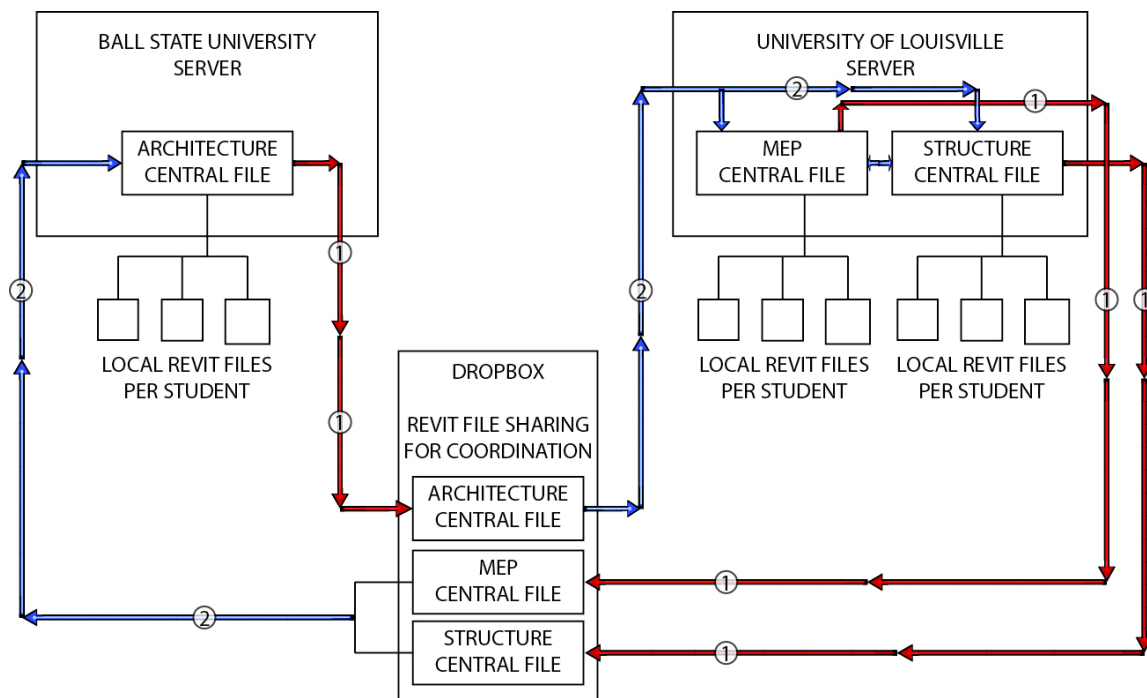 BALL STATE UNIVERSITY
SERVER
ARCHITECTURE
CENTRAL FILE
LOCAL REVIT FILES
PER STUDENT
2
2
1
1
UNIVERSITY OF LOUISVILLE
SERVER
2
1
MEP
CENTRAL FILE
STRUCTURE
CENTRAL FILE
2
1
1
LOCAL REVIT FILES
PER STUDENT
LOCAL REVIT FILES
PER STUDENT
DROPBOX
REVIT FILE SHARING
FOR COORDINATION
ARCHITECTURE
CENTRAL FILE
MEP
CENTRAL FILE
STRUCTURE
CENTRAL FILE
2
1
1